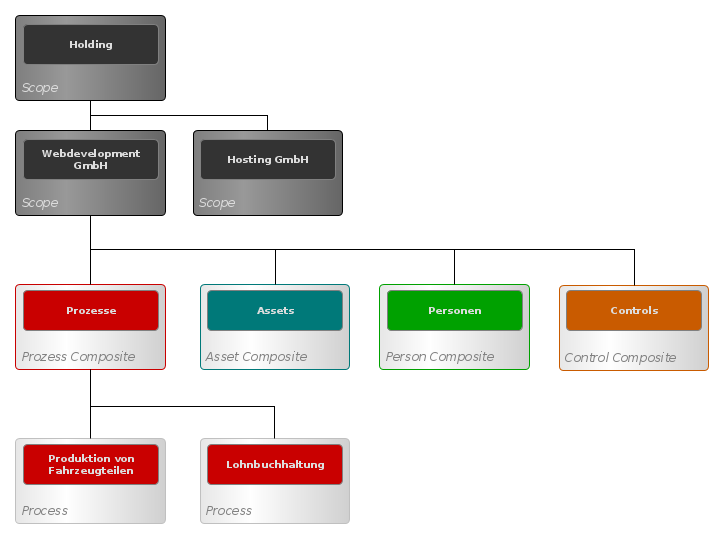 Holding
Scope
Webdevelopment
GmbH
Scope
Hosting GmbH
Scope
Prozesse
Prozess Composite
Assets
Asset Composite
Personen
Person Composite
Controls
Control Composite
Produktion von
Fahrzeugteilen
Process
Lohnbuchhaltung
Process